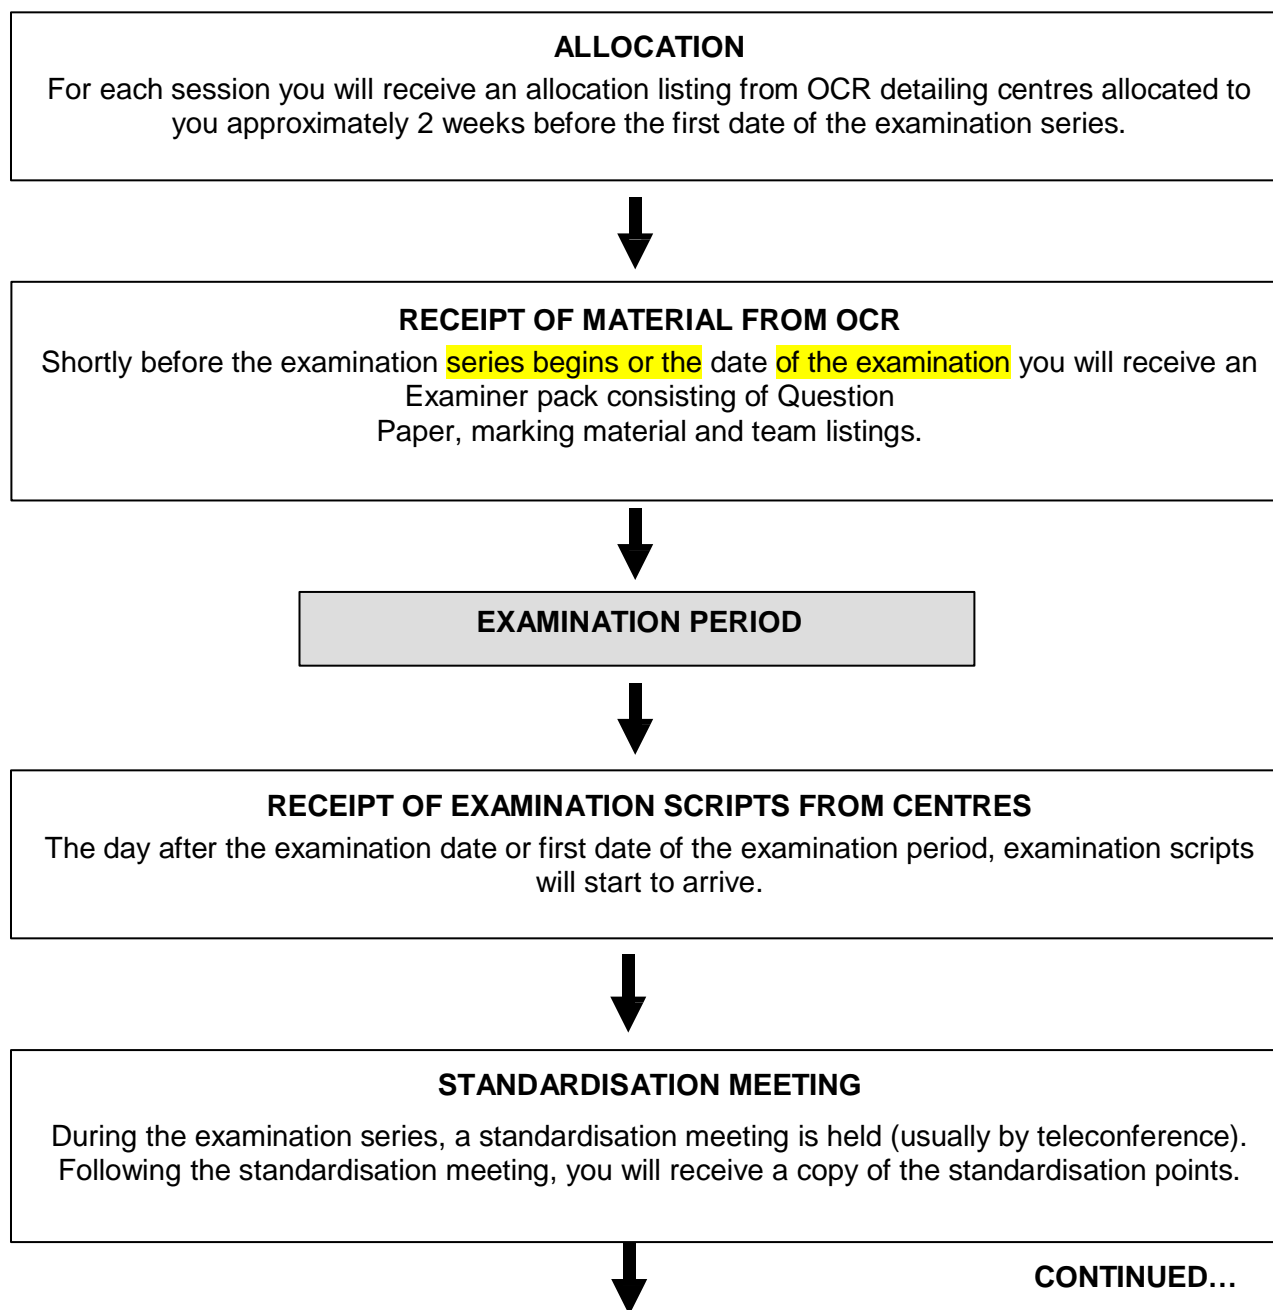 ALLOCATION
For each session you will receive an allocation listing from OCR detailing centres allocated to
you approximately 2 weeks before the first date of the examination series.
RECEIPT OF MATERIAL FROM OCR
Shortly before the examination series begins or the date of the examination you will receive an
Examiner pack consisting of Question
Paper, marking material and team listings.
EXAMINATION PERIOD
RECEIPT OF EXAMINATION SCRIPTS FROM CENTRES
The day after the examination date or first date of the examination period, examination scripts
will start to arrive.
STANDARDISATION MEETING
During the examination series, a standardisation meeting is held (usually by teleconference).
Following the standardisation meeting, you will receive a copy of the standardisation points.
CONTINUED…